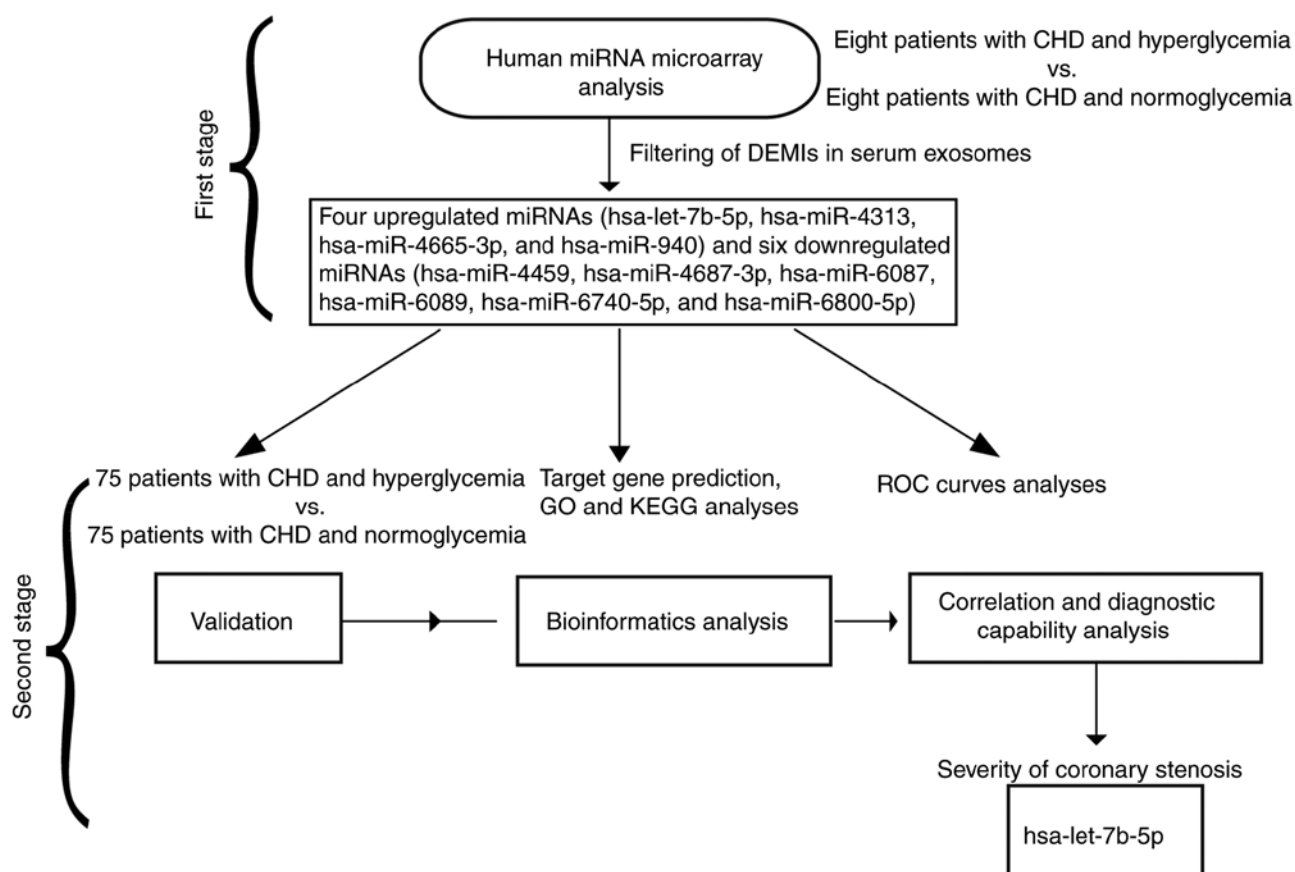 Human miRNA microarray
analysis
Eight patients with CHD and hyperglycemia
vs.
Eight patients with CHD and normoglycemia
First stage
Filtering of DEMIs in serum exosomes
Four upregulated miRNAs (hsa-let-7b-5p, hsa-miR-4313,
hsa-miR-4665-3p, and hsa-miR-940) and six downregulated
miRNAs (hsa-miR-4459, hsa-miR-4687-3p, hsa-miR-6087,
hsa-miR-6089, hsa-miR-6740-5p, and hsa-miR-6800-5p)
75 patients with CHD and hyperglycemia
vs.
75 patients with CHD and normoglycemia
Target gene prediction,
GO and KEGG analyses
ROC curves analyses
Second stage
Validation
Bioinformatics analysis
Correlation and diagnostic
capability analysis
Severity of coronary stenosis
hsa-let-7b-5p